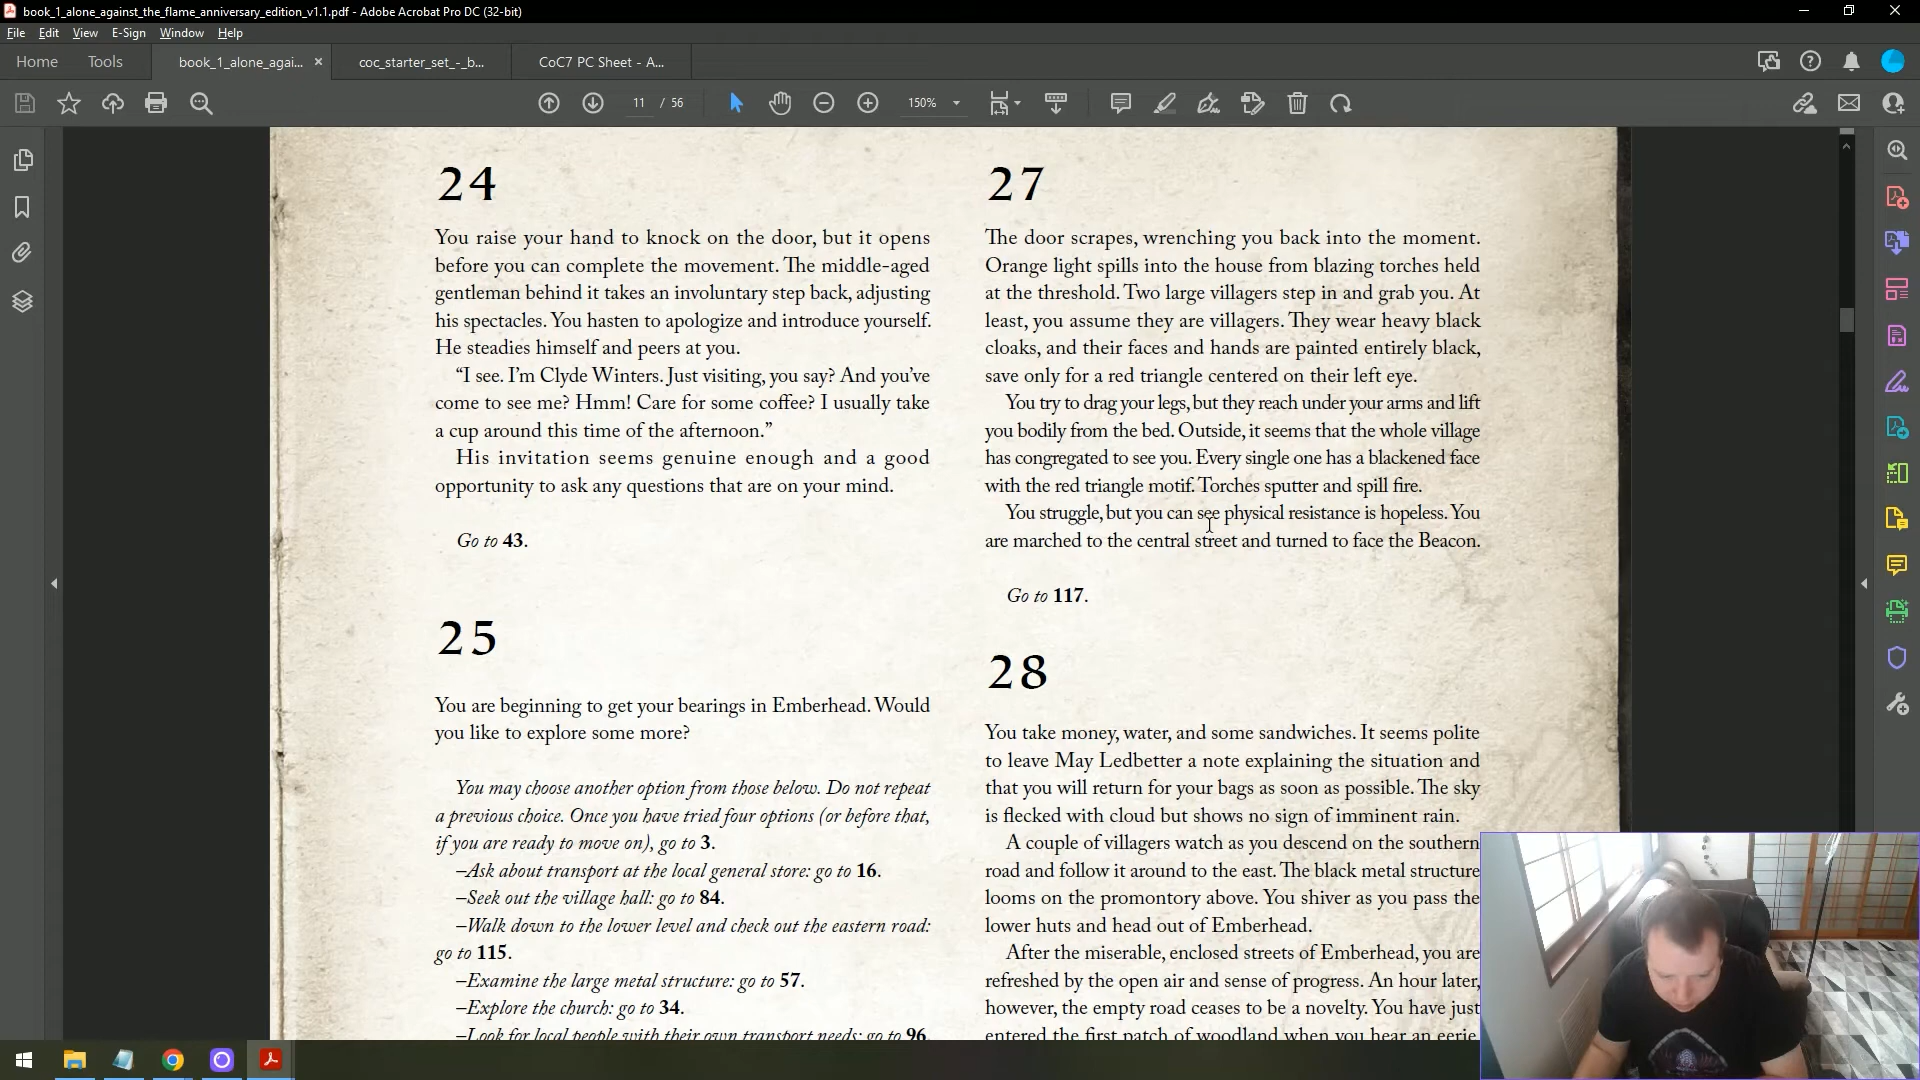 book_1_alone_against_the_flame_anniversary_edition_v1.1.pdf - Adobe Acrobat Pro DC (32-bit)
File Edit View E-Sign Window Help
Home Tools book_1_alone_agai... × coc_starter_set_-_b... CoC7 PC Sheet - A...
11 / 56 150%
24
You raise your hand to knock on the door, but it opens
before you can complete the movement. The middle-aged
gentleman behind it takes an involuntary step back, adjusting
his spectacles. You hasten to apologize and introduce yourself.
He steadies himself and peers at you.
“I see. I’m Clyde Winters. Just visiting, you say? And you’ve
come to see me? Hmm! Care for some coffee? I usually take
a cup around this time of the afternoon.”
His invitation seems genuine enough and a good
opportunity to ask any questions that are on your mind.
Go to 43.
25
You are beginning to get your bearings in Emberhead. Would
you like to explore some more?
You may choose another option from those below. Do not repeat
a previous choice. Once you have tried four options (or before that,
if you are ready to move on), go to 3.
–Ask about transport at the local general store: go to 16.
–Seek out the village hall: go to 84.
–Walk down to the lower level and check out the eastern road:
go to 115.
–Examine the large metal structure: go to 57.
–Explore the church: go to 34.
–Look for local people with their own transport needs: go to 96.
27
The door scrapes, wrenching you back into the moment.
Orange light spills into the house from blazing torches held
at the threshold. Two large villagers step in and grab you. At
least, you assume they are villagers. They wear heavy black
cloaks, and their faces and hands are painted entirely black,
save only for a red triangle centered on their left eye.
You try to drag your legs, but they reach under your arms and lift
you bodily from the bed. Outside, it seems that the whole village
has congregated to see you. Every single one has a blackened face
with the red triangle motif. Torches sputter and spill fire.
You struggle, but you can see physical resistance is hopeless. You
are marched to the central street and turned to face the Beacon.
Go to 117.
28
You take money, water, and some sandwiches. It seems polite
to leave May Ledbetter a note explaining the situation and
that you will return for your bags as soon as possible. The sky
is flecked with cloud but shows no sign of imminent rain.
A couple of villagers watch as you descend on the southern
road and follow it around to the east. The black metal structure
looms on the promontory above. You shiver as you pass the
lower huts and head out of Emberhead.
After the miserable, enclosed streets of Emberhead, you are
refreshed by the open air and sense of progress. An hour later,
however, the empty road ceases to be a novelty. You have just
entered the first patch of woodland when you hear an eerie